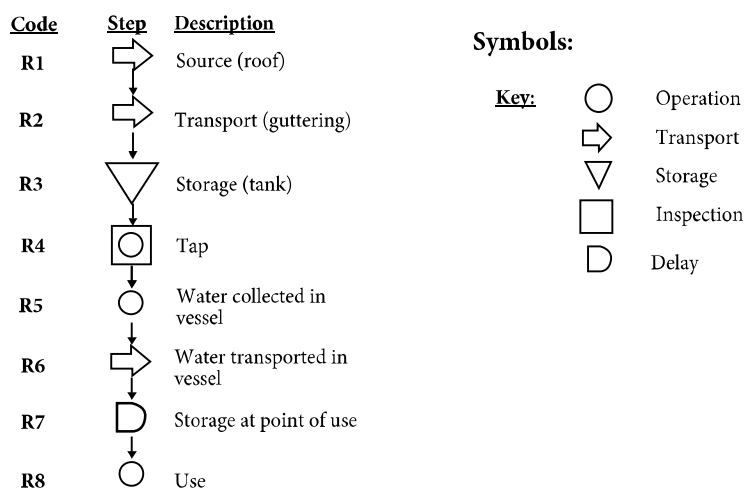 Code Step Description
R1 Source (roof)
R2 Transport (guttering)
R3 Storage (tank)
R4 Tap
R5 Water collected in
vessel
R6 Water transported in
vessel
R7 Storage at point of use
R8 Use
Symbols:
Key: Operation
Transport
Storage
Inspection
Delay